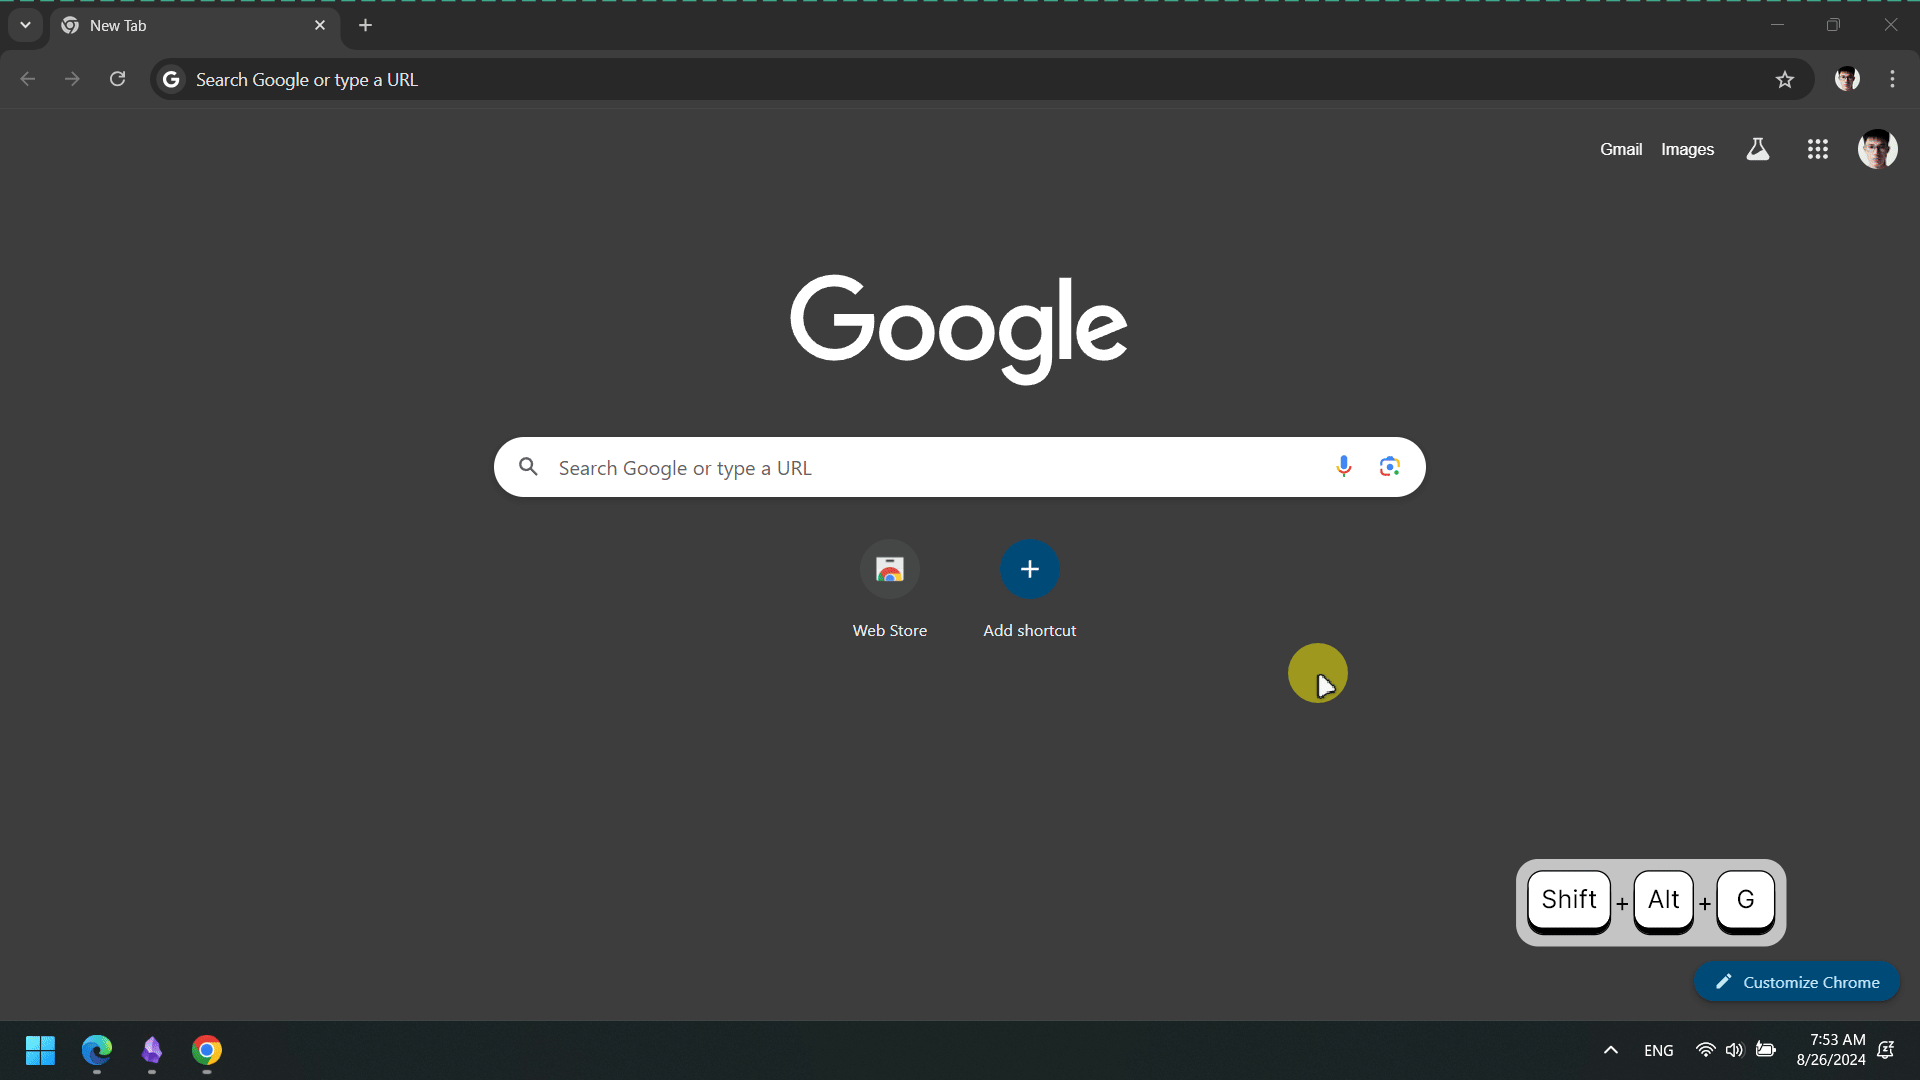 New Tab
Search Google or type a URL
Gmail Images
Google
Search Google or type a URL
Web Store Add shortcut
Shift + Alt + G
Customize Chrome
ENG
7:53 AM
8/26/2024